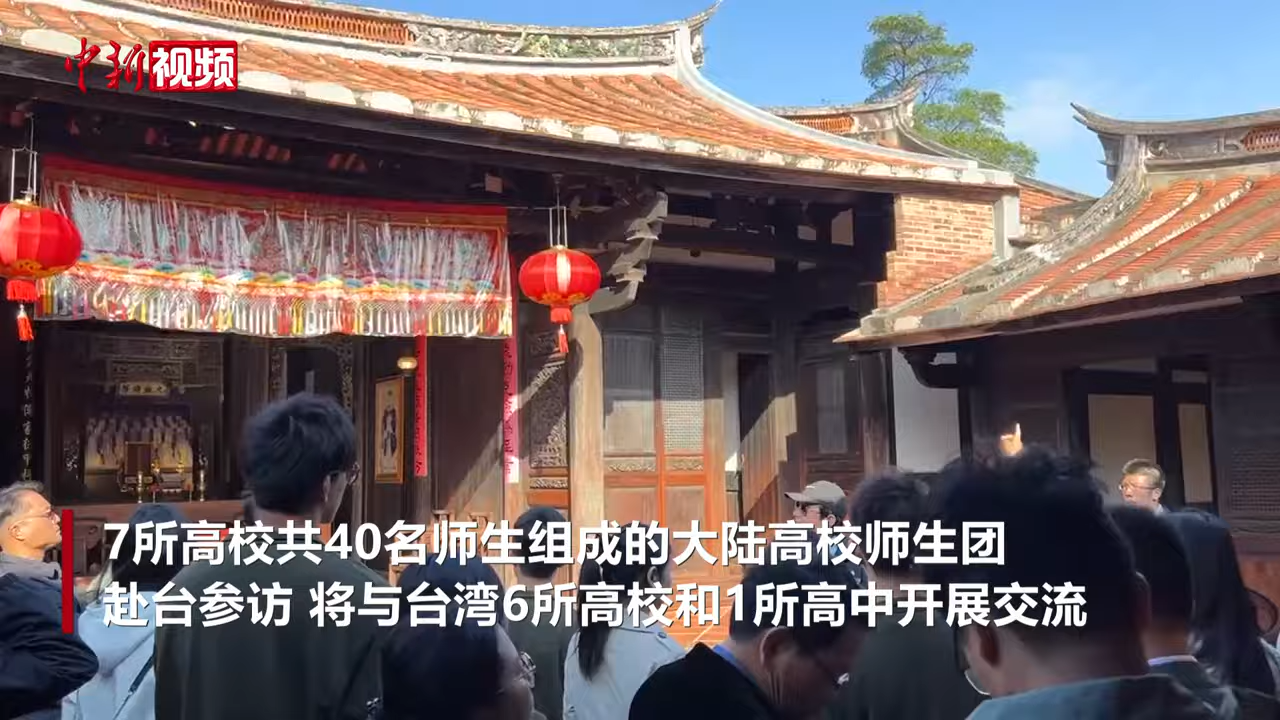 中新视频
7所高校共40名师生组成的大陆高校师生团
赴台参访 将与台湾6所高校和1所高中开展交流